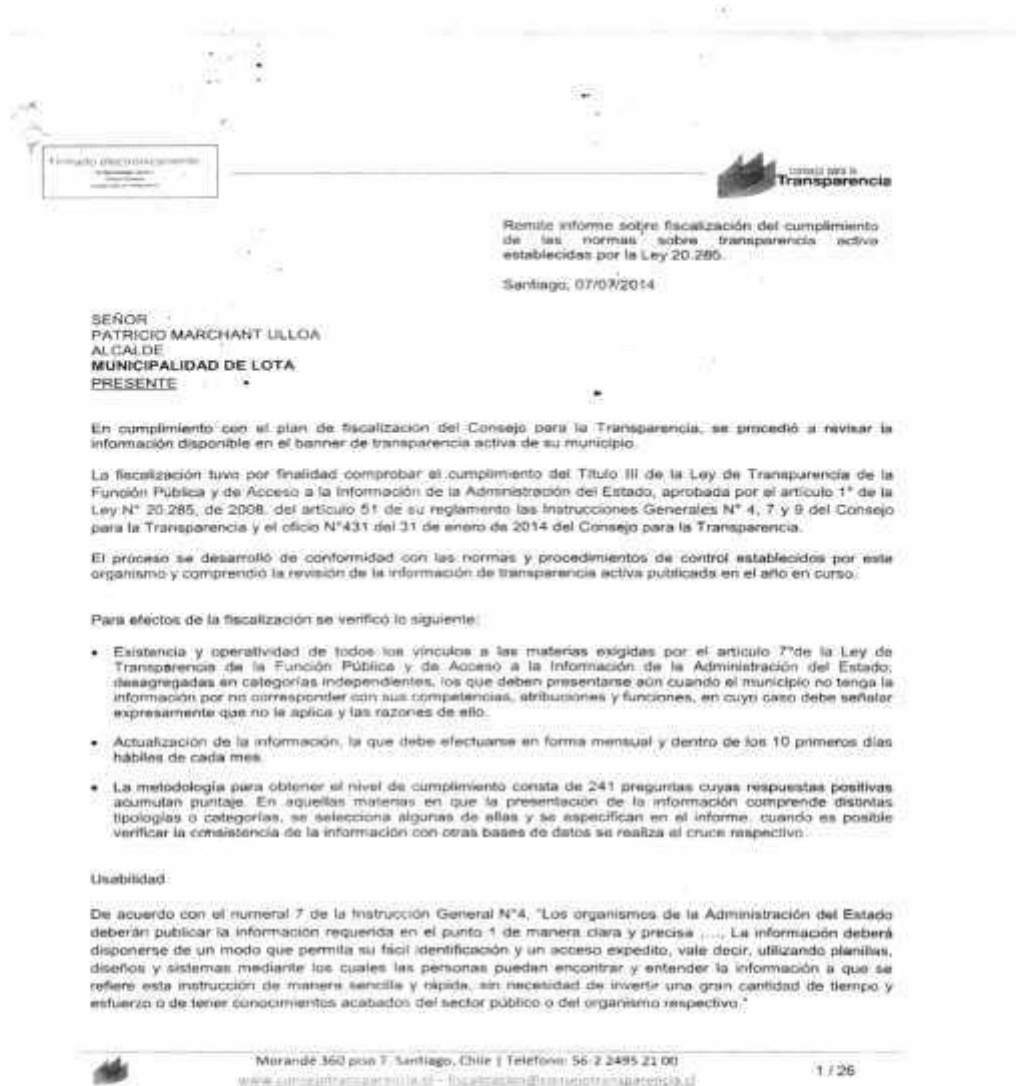 Firmado electrónicamente
consejo para la
Transparencia
Remite informe sobre fiscalización del cumplimiento
de las normas sobre transparencia activa
establecidas por la Ley 20.285.
Santiago, 07/07/2014
SEÑOR
PATRICIO MARCHANT ULLOA
ALCALDE
MUNICIPALIDAD DE LOTA
PRESENTE
En cumplimiento con el plan de fiscalización del Consejo para la Transparencia, se procedió a revisar la
información disponible en el banner de transparencia activa de su municipio.
La fiscalización tuvo por finalidad comprobar el cumplimiento del Título III de la Ley de Transparencia de la
Función Pública y de Acceso a la Información de la Administración del Estado, aprobada por el artículo 1° de la
Ley N° 20.285, de 2008, del artículo 51 de su reglamento las Instrucciones Generales N° 4, 7 y 9 del Consejo
para la Transparencia y el oficio N°431 del 31 de enero de 2014 del Consejo para la Transparencia.
El proceso se desarrolló de conformidad con las normas y procedimientos de control establecidos por este
organismo y comprendió la revisión de la información de transparencia activa publicada en el año en curso.
Para efectos de la fiscalización se verificó lo siguiente:
• Existencia y operatividad de todos los vínculos a las materias exigidas por el artículo 7°de la Ley de
Transparencia de la Función Pública y de Acceso a la Información de la Administración del Estado;
desagregadas en categorías independientes, los que deben presentarse aún cuando el municipio no tenga la
información por no corresponder con sus competencias, atribuciones y funciones, en cuyo caso debe señalar
expresamente que no le aplica y las razones de ello.
• Actualización de la información, la que debe efectuarse en forma mensual y dentro de los 10 primeros días
hábiles de cada mes.
• La metodología para obtener el nivel de cumplimiento consta de 241 preguntas cuyas respuestas positivas
acumulan puntaje. En aquellas materias en que la presentación de la información comprende distintas
tipologías o categorías, se selecciona algunas de ellas y se especifican en el informe, cuando es posible
verificar la consistencia de la información con otras bases de datos se realiza el cruce respectivo.
Usabilidad
De acuerdo con el numeral 7 de la Instrucción General N°4, "Los organismos de la Administración del Estado
deberán publicar la información requerida en el punto 1 de manera clara y precisa ...., La información deberá
disponerse de un modo que permita su fácil identificación y un acceso expedito, vale decir, utilizando planillas,
diseños y sistemas mediante los cuales las personas puedan encontrar y entender la información a que se
refiere esta instrucción de manera sencilla y rápida, sin necesidad de invertir una gran cantidad de tiempo y
esfuerzo o de tener conocimientos acabados del sector público o del organismo respectivo."
Morandé 360 piso 7. Santiago, Chile | Teléfono: 56-2 2495 21 00
www.consejotransparencia.cl - fiscalizacion@consejotransparencia.cl
1 / 26